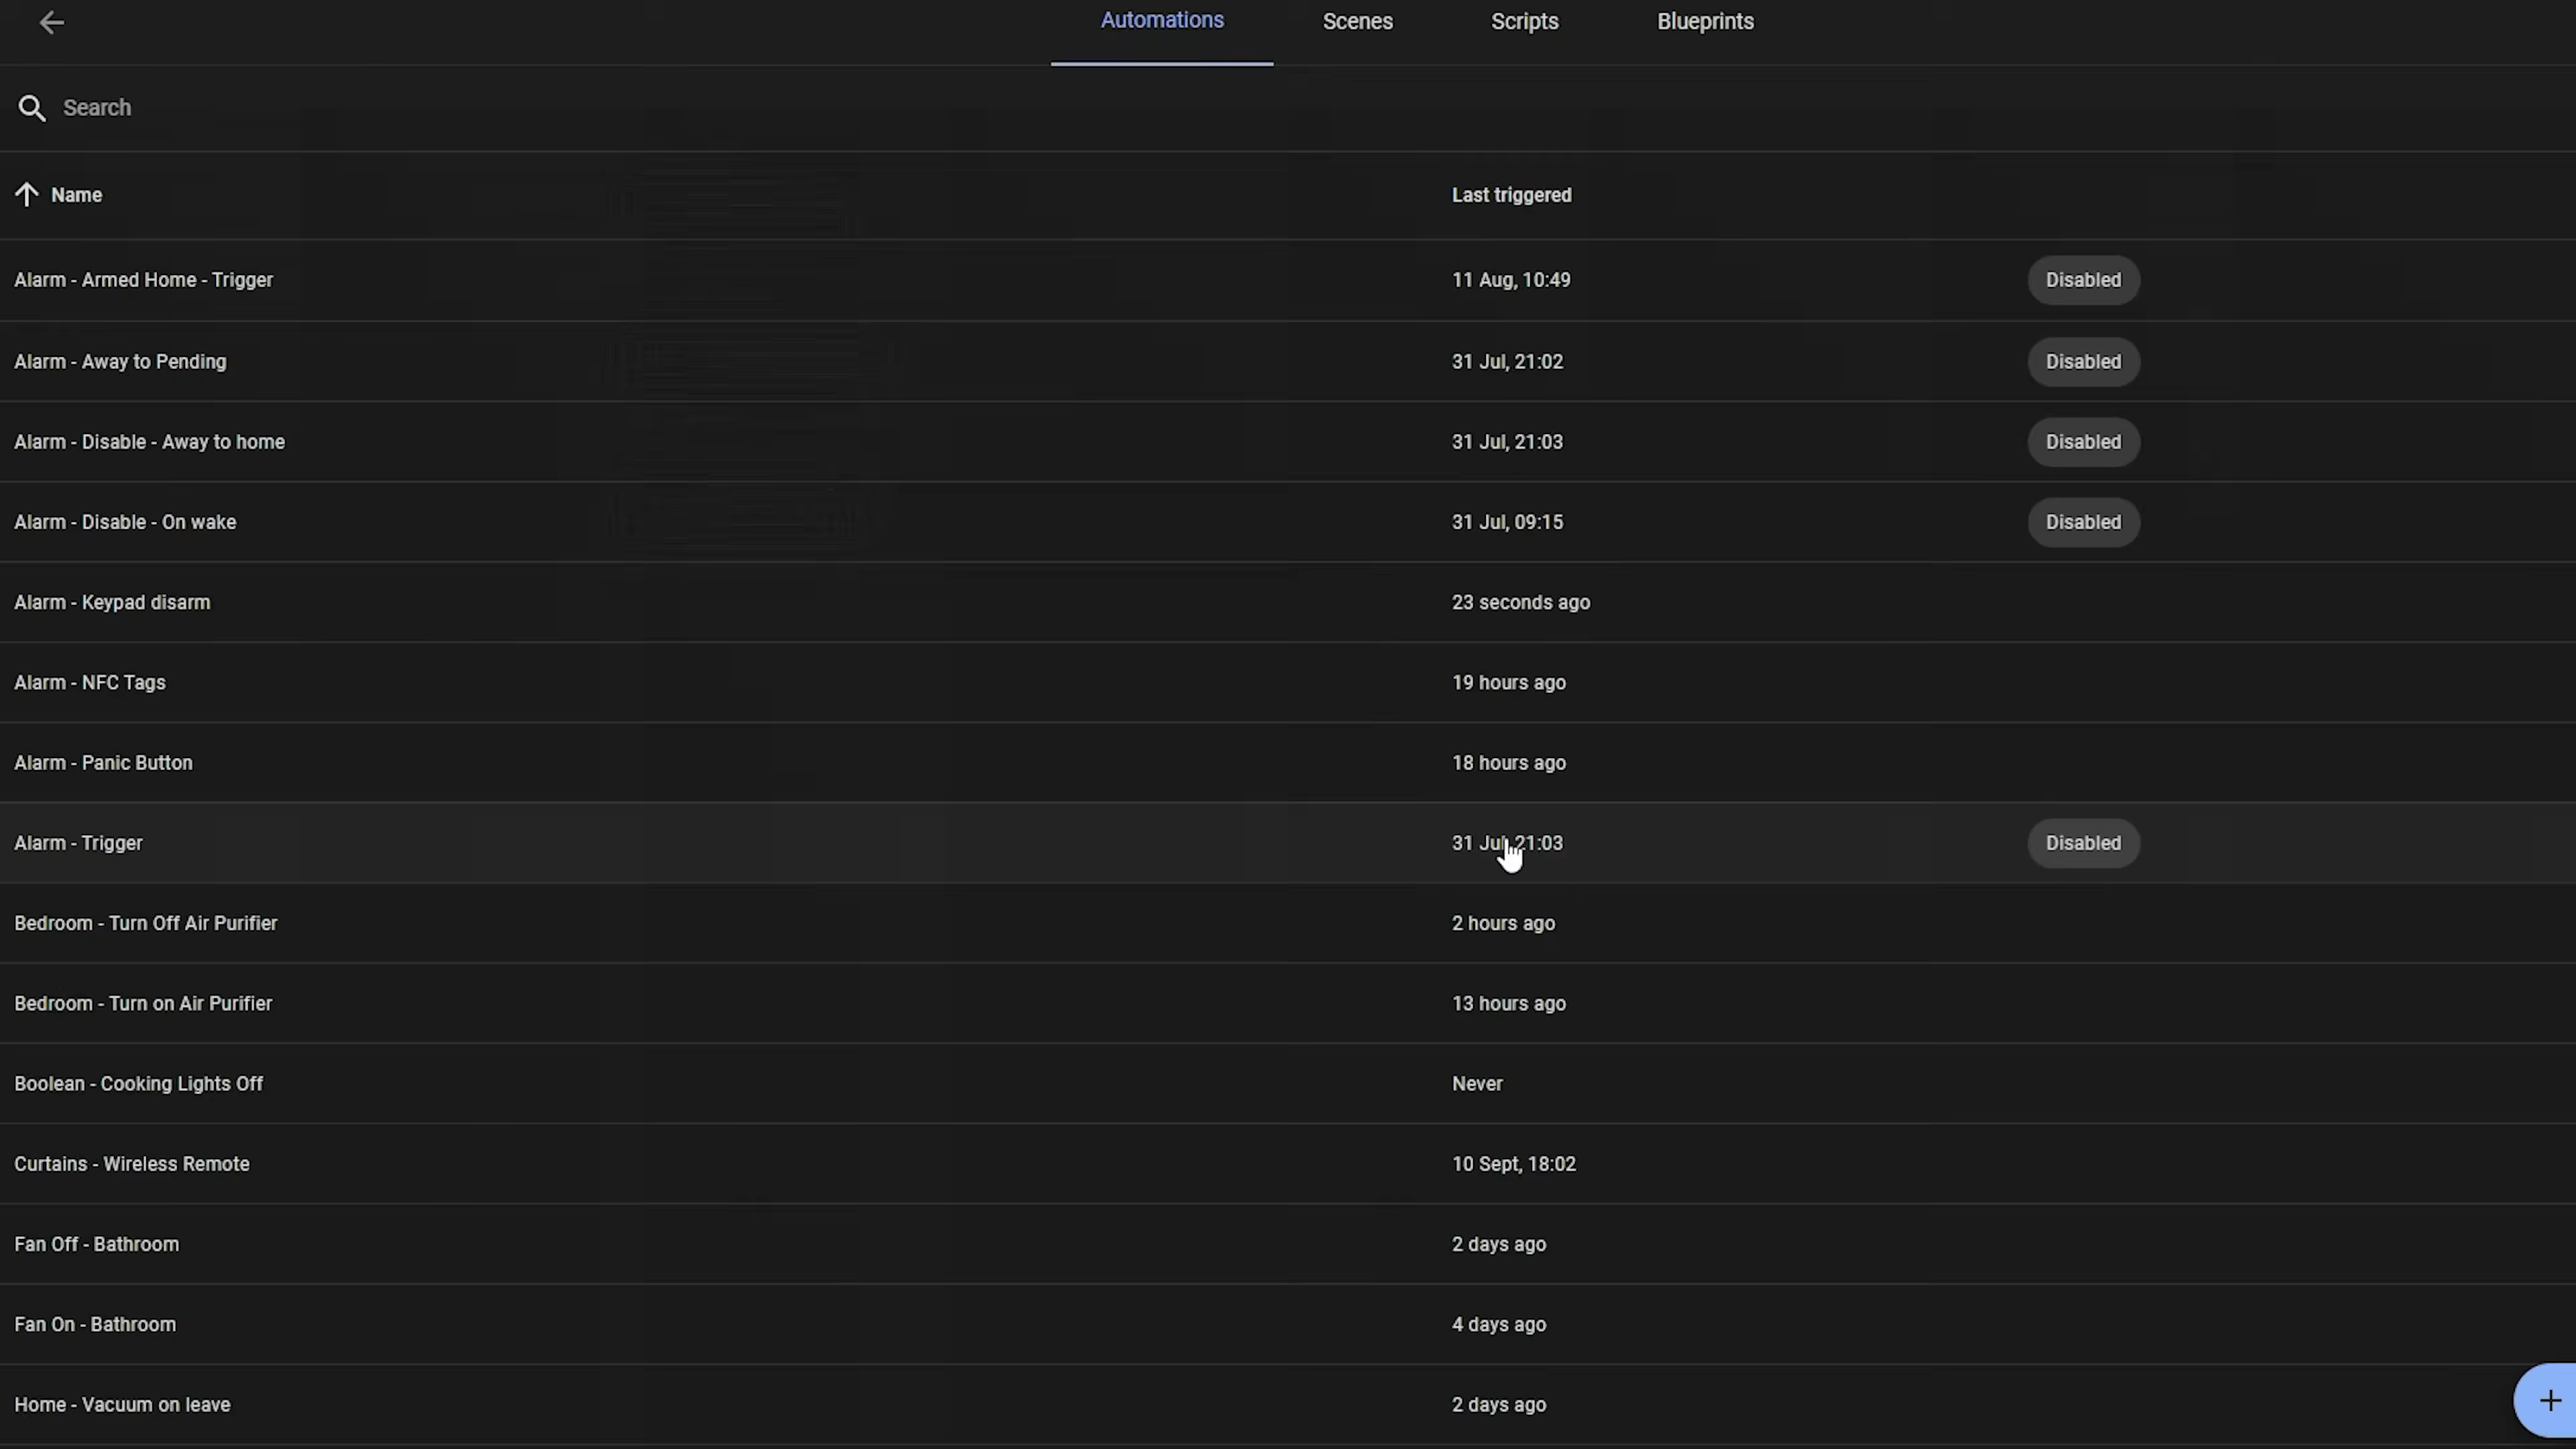 Automations Scenes Scripts Blueprints
Search
Name Last triggered
Alarm - Armed Home - Trigger 11 Aug, 10:49 Disabled
Alarm - Away to Pending 31 Jul, 21:02 Disabled
Alarm - Disable - Away to home 31 Jul, 21:03 Disabled
Alarm - Disable - On wake 31 Jul, 09:15 Disabled
Alarm - Keypad disarm 23 seconds ago
Alarm - NFC Tags 19 hours ago
Alarm - Panic Button 18 hours ago
Alarm - Trigger 31 Jul, 21:03 Disabled
Bedroom - Turn Off Air Purifier 2 hours ago
Bedroom - Turn on Air Purifier 13 hours ago
Boolean - Cooking Lights Off Never
Curtains - Wireless Remote 10 Sept, 18:02
Fan Off - Bathroom 2 days ago
Fan On - Bathroom 4 days ago
Home - Vacuum on leave 2 days ago